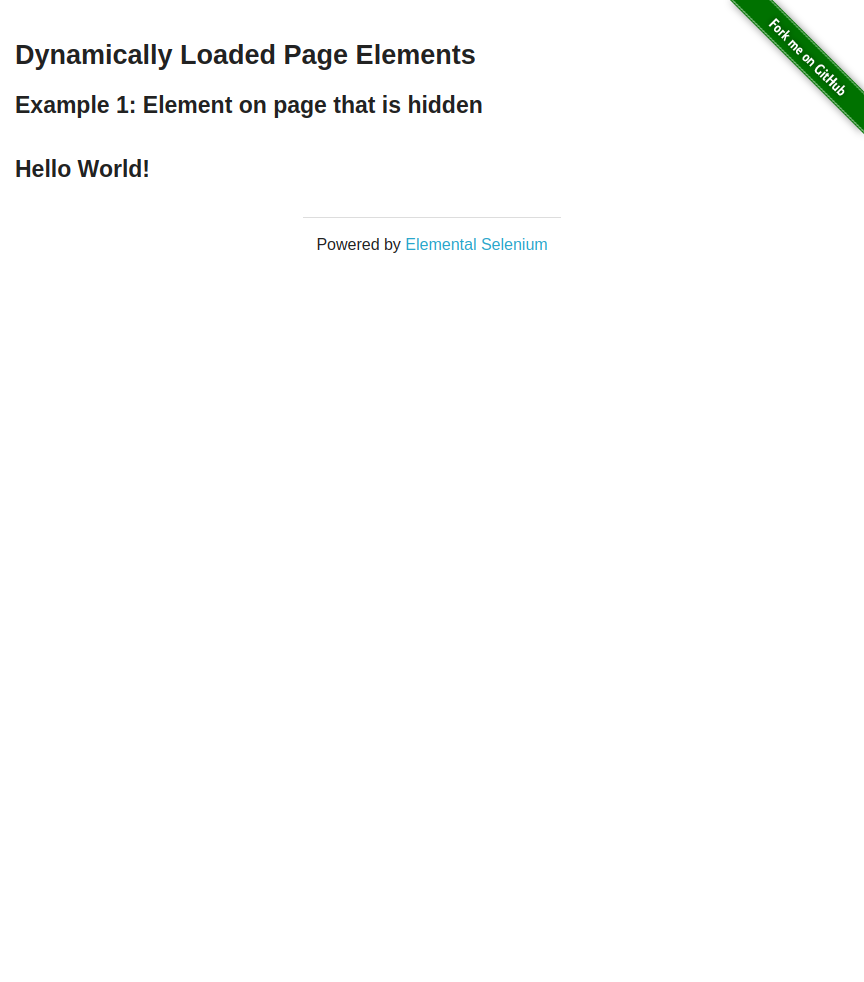 Fork me on GitHub
Dynamically Loaded Page Elements
Example 1: Element on page that is hidden
Hello World!
Powered by Elemental Selenium